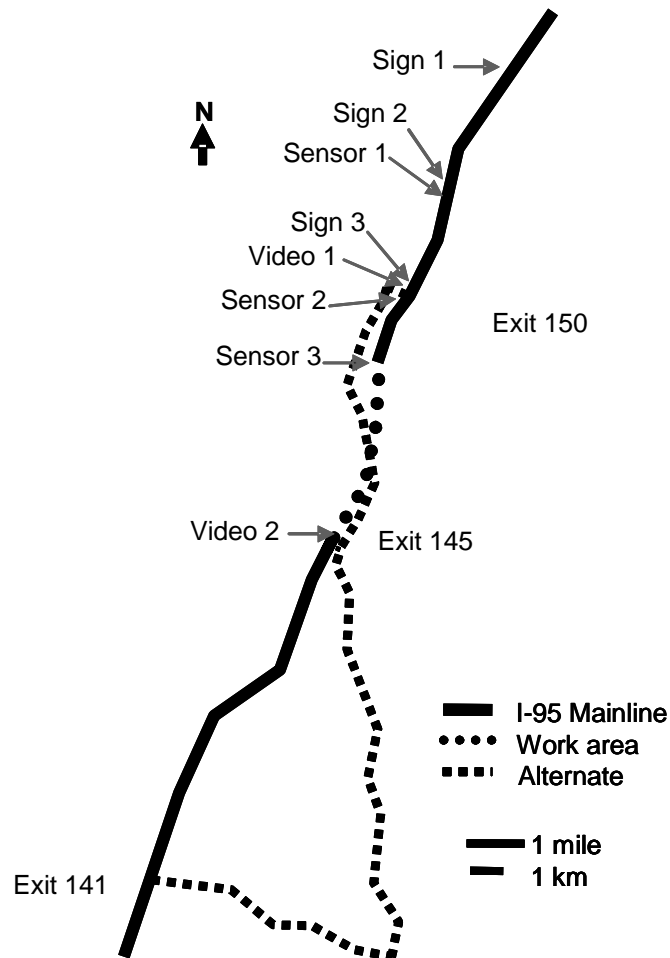 Sign 1
N
Sign 2
Sensor 1
Sign 3
Video 1
Sensor 2
Exit 150
Sensor 3
Video 2
Exit 145
I-95 Mainline
Work area
Alternate
1 mile
1 km
Exit 141